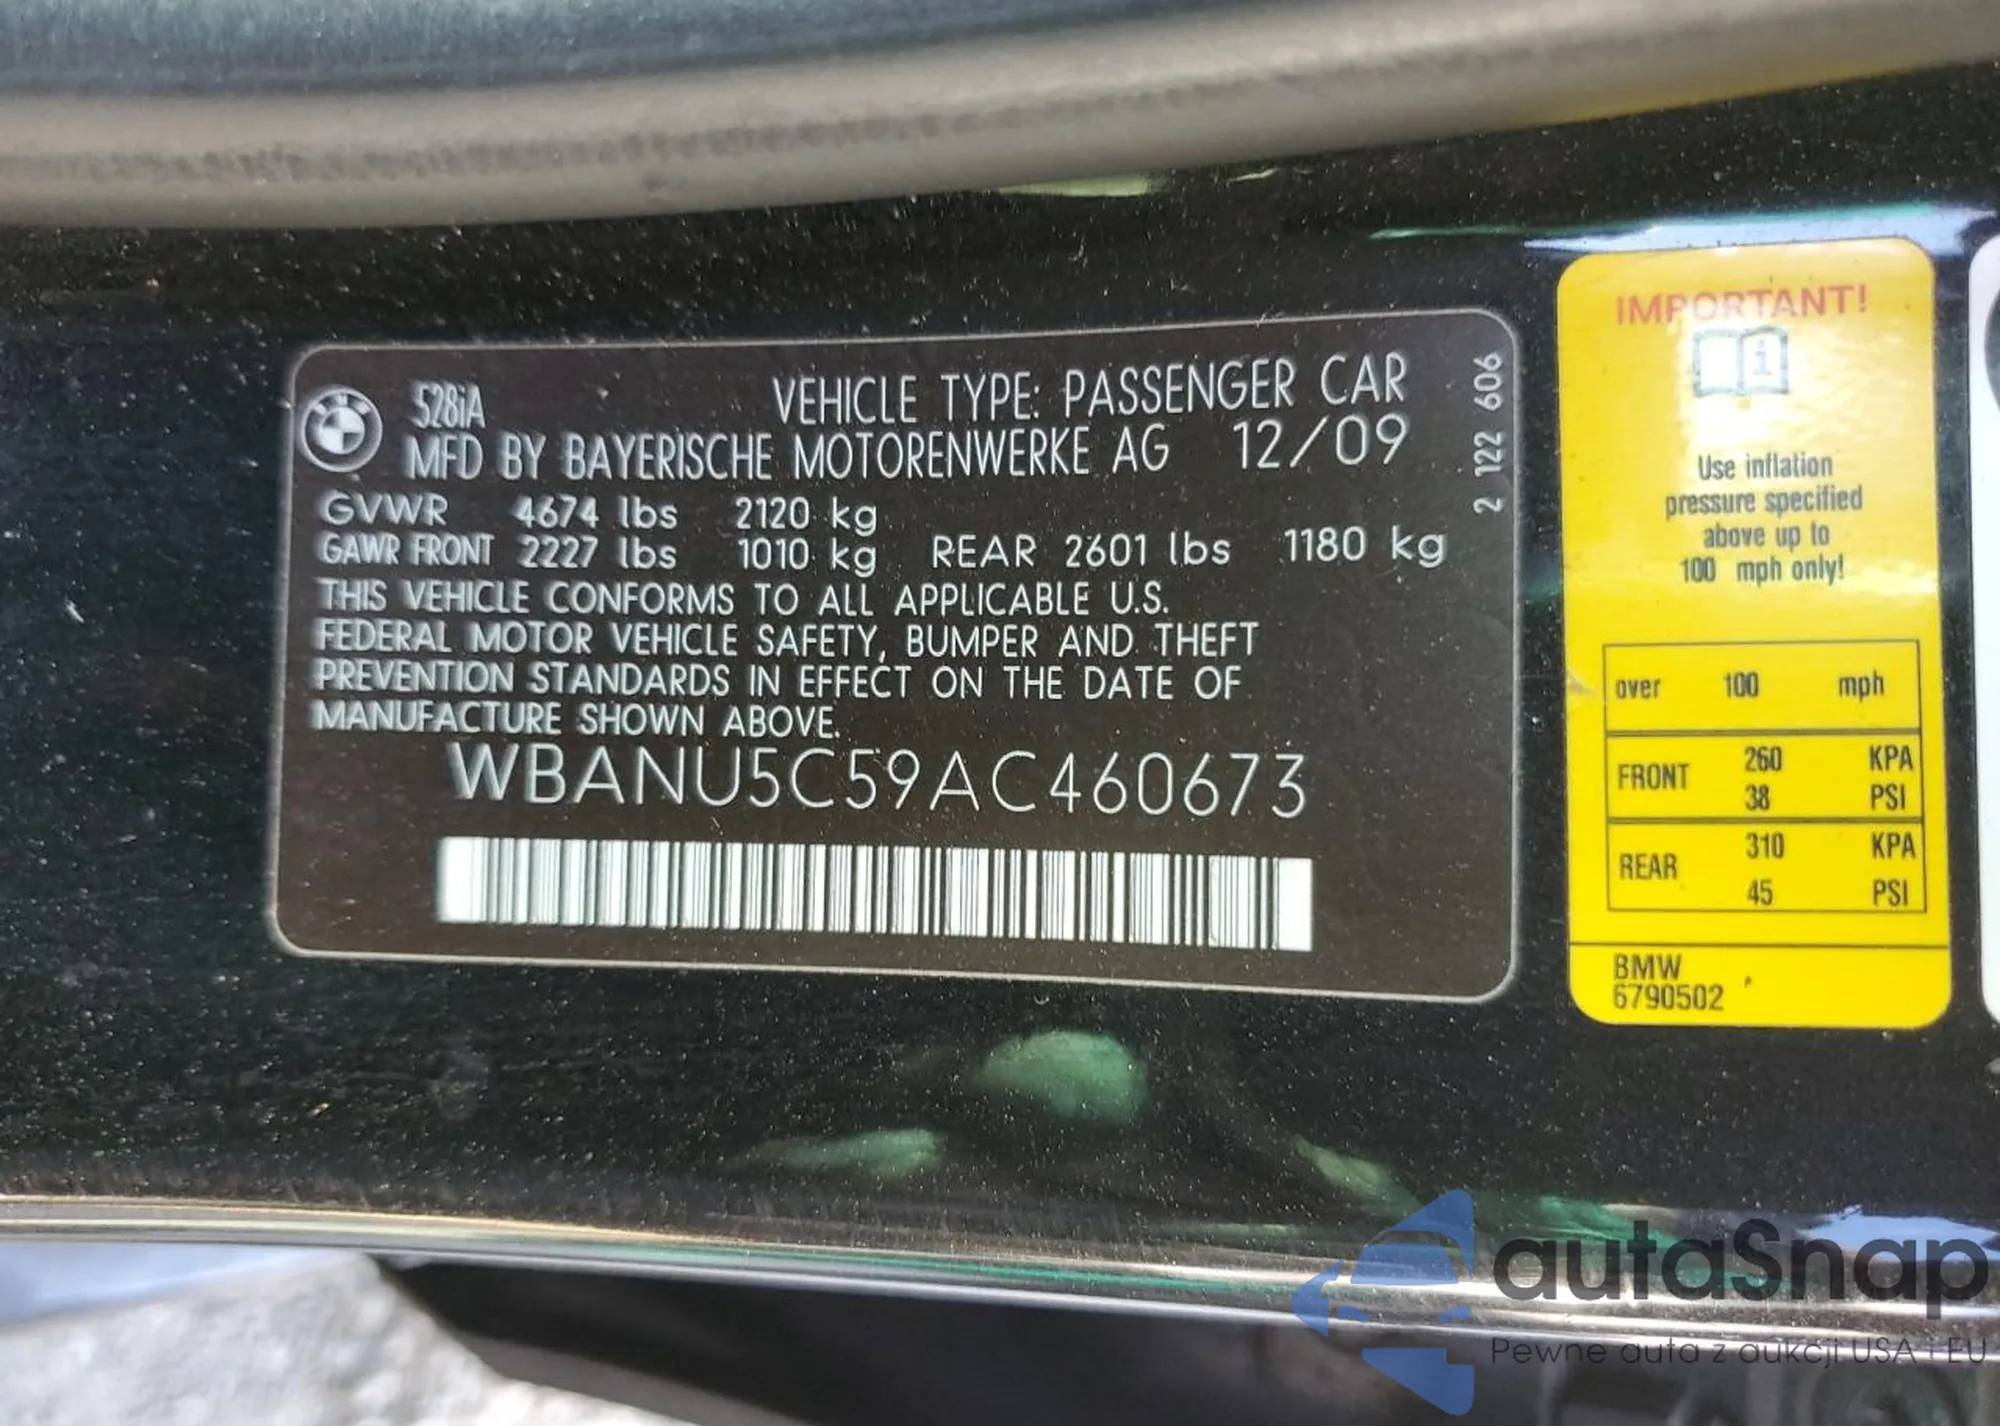 528iA
VEHICLE TYPE: PASSENGER CAR
MFD BY BAYERISCHE MOTORENWERKE AG 12/09
GVWR 4674 lbs 2120 kg
GAWR FRONT 2227 lbs 1010 kg REAR 2601 lbs 1180 kg
THIS VEHICLE CONFORMS TO ALL APPLICABLE U.S.
FEDERAL MOTOR VEHICLE SAFETY, BUMPER AND THEFT
PREVENTION STANDARDS IN EFFECT ON THE DATE OF
MANUFACTURE SHOWN ABOVE.
WBANU5C59AC460673
2 122 606
IMPORTANT!
Use inflation
pressure specified
above up to
100 mph only!
over 100 mph
FRONT 260 KPA
38 PSI
REAR 310 KPA
45 PSI
BMW
6790502
autaSnap
Pewne auta z aukcji USA i EU